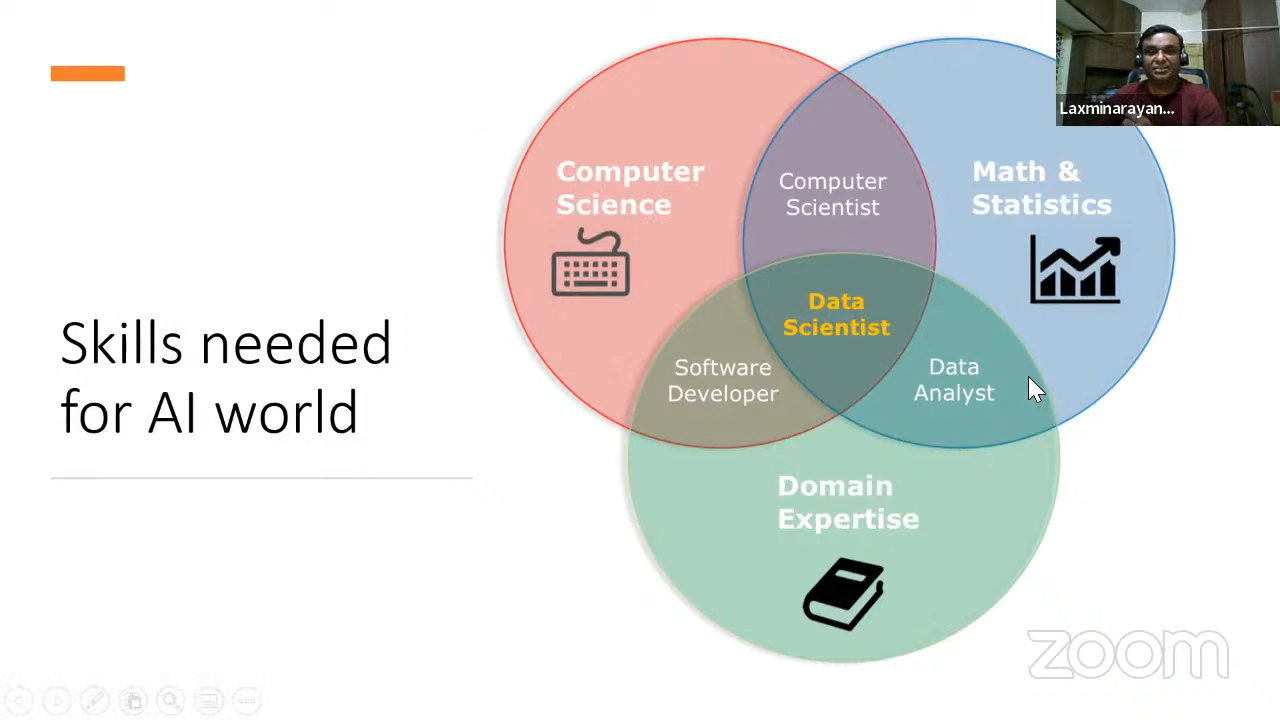 Laxminarayan...
Computer
Science
Computer
Scientist
Math &
Statistics
Data
Scientist
Software
Developer
Data
Analyst
Skills needed
for AI world
Domain
Expertise
zoom